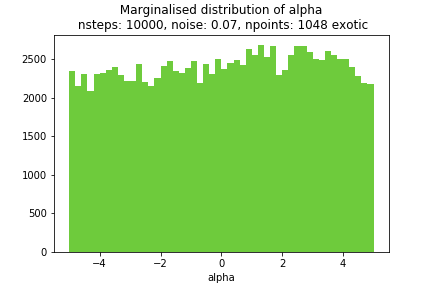 Marginalised distribution of alpha
nsteps: 10000, noise: 0.07, npoints: 1048 exotic
2500
2000
1500
1000
500
0
−4 −2 0 2 4
alpha